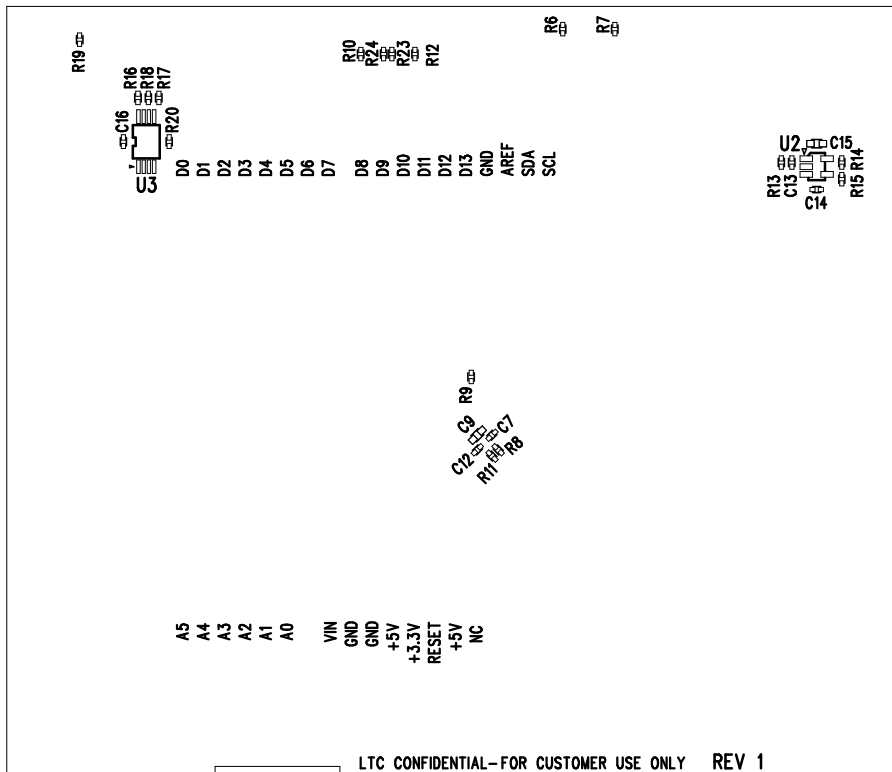 R19
R10
R24
R23
R12
R6
R7
R16
R18
R17
C16
R20
U3
D0
D1
D2
D3
D4
D5
D6
D7
D8
D9
D10
D11
D12
D13
GND
AREF
SDA
SCL
U2
C15
R13
C13
R14
R15
C14
R9
C9
C7
C12
R11
R8
A5
A4
A3
A2
A1
A0
VIN
GND
GND
+5V
+3.3V
RESET
+5V
NC
LTC CONFIDENTIAL-FOR CUSTOMER USE ONLY REV 1